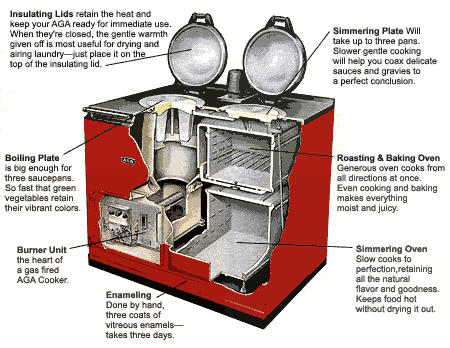 Insulating Lids retain the heat and
keep your AGA ready for immediate use.
When they're closed, the gentle warmth
given off is most useful for drying and
airing laundry—just place it on the
top of the insulating lid.
Simmering Plate Will
take up to three pans.
Slower gentle cooking
will help you coax delicate
sauces and gravies to
a perfect conclusion.
Boiling Plate
is big enough for
three saucepans.
So fast that green
vegetables retain
their vibrant colors.
AGA
Roasting & Baking Oven
Generous oven cooks from
all directions at once.
Even cooking and baking
makes everything
moist and juicy.
Burner Unit
the heart of
a gas fired
AGA Cooker.
Simmering Oven
Slow cooks to
perfection,retaining
all the natural
flavor and goodness.
Keeps food hot
without drying it out.
Enameling
Done by hand,
three coats of
vitreous enamels—
takes three days.